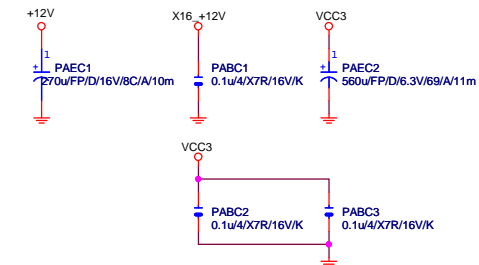 +12V X16_+12V VCC3
1 1
+ PAEC1 PABC1 + PAEC2
270u/FP/D/16V/8C/A/10m 0.1u/4/X7R/16V/K 560u/FP/D/6.3V/69/A/11m
VCC3
PABC2 PABC3
0.1u/4/X7R/16V/K 0.1u/4/X7R/16V/K